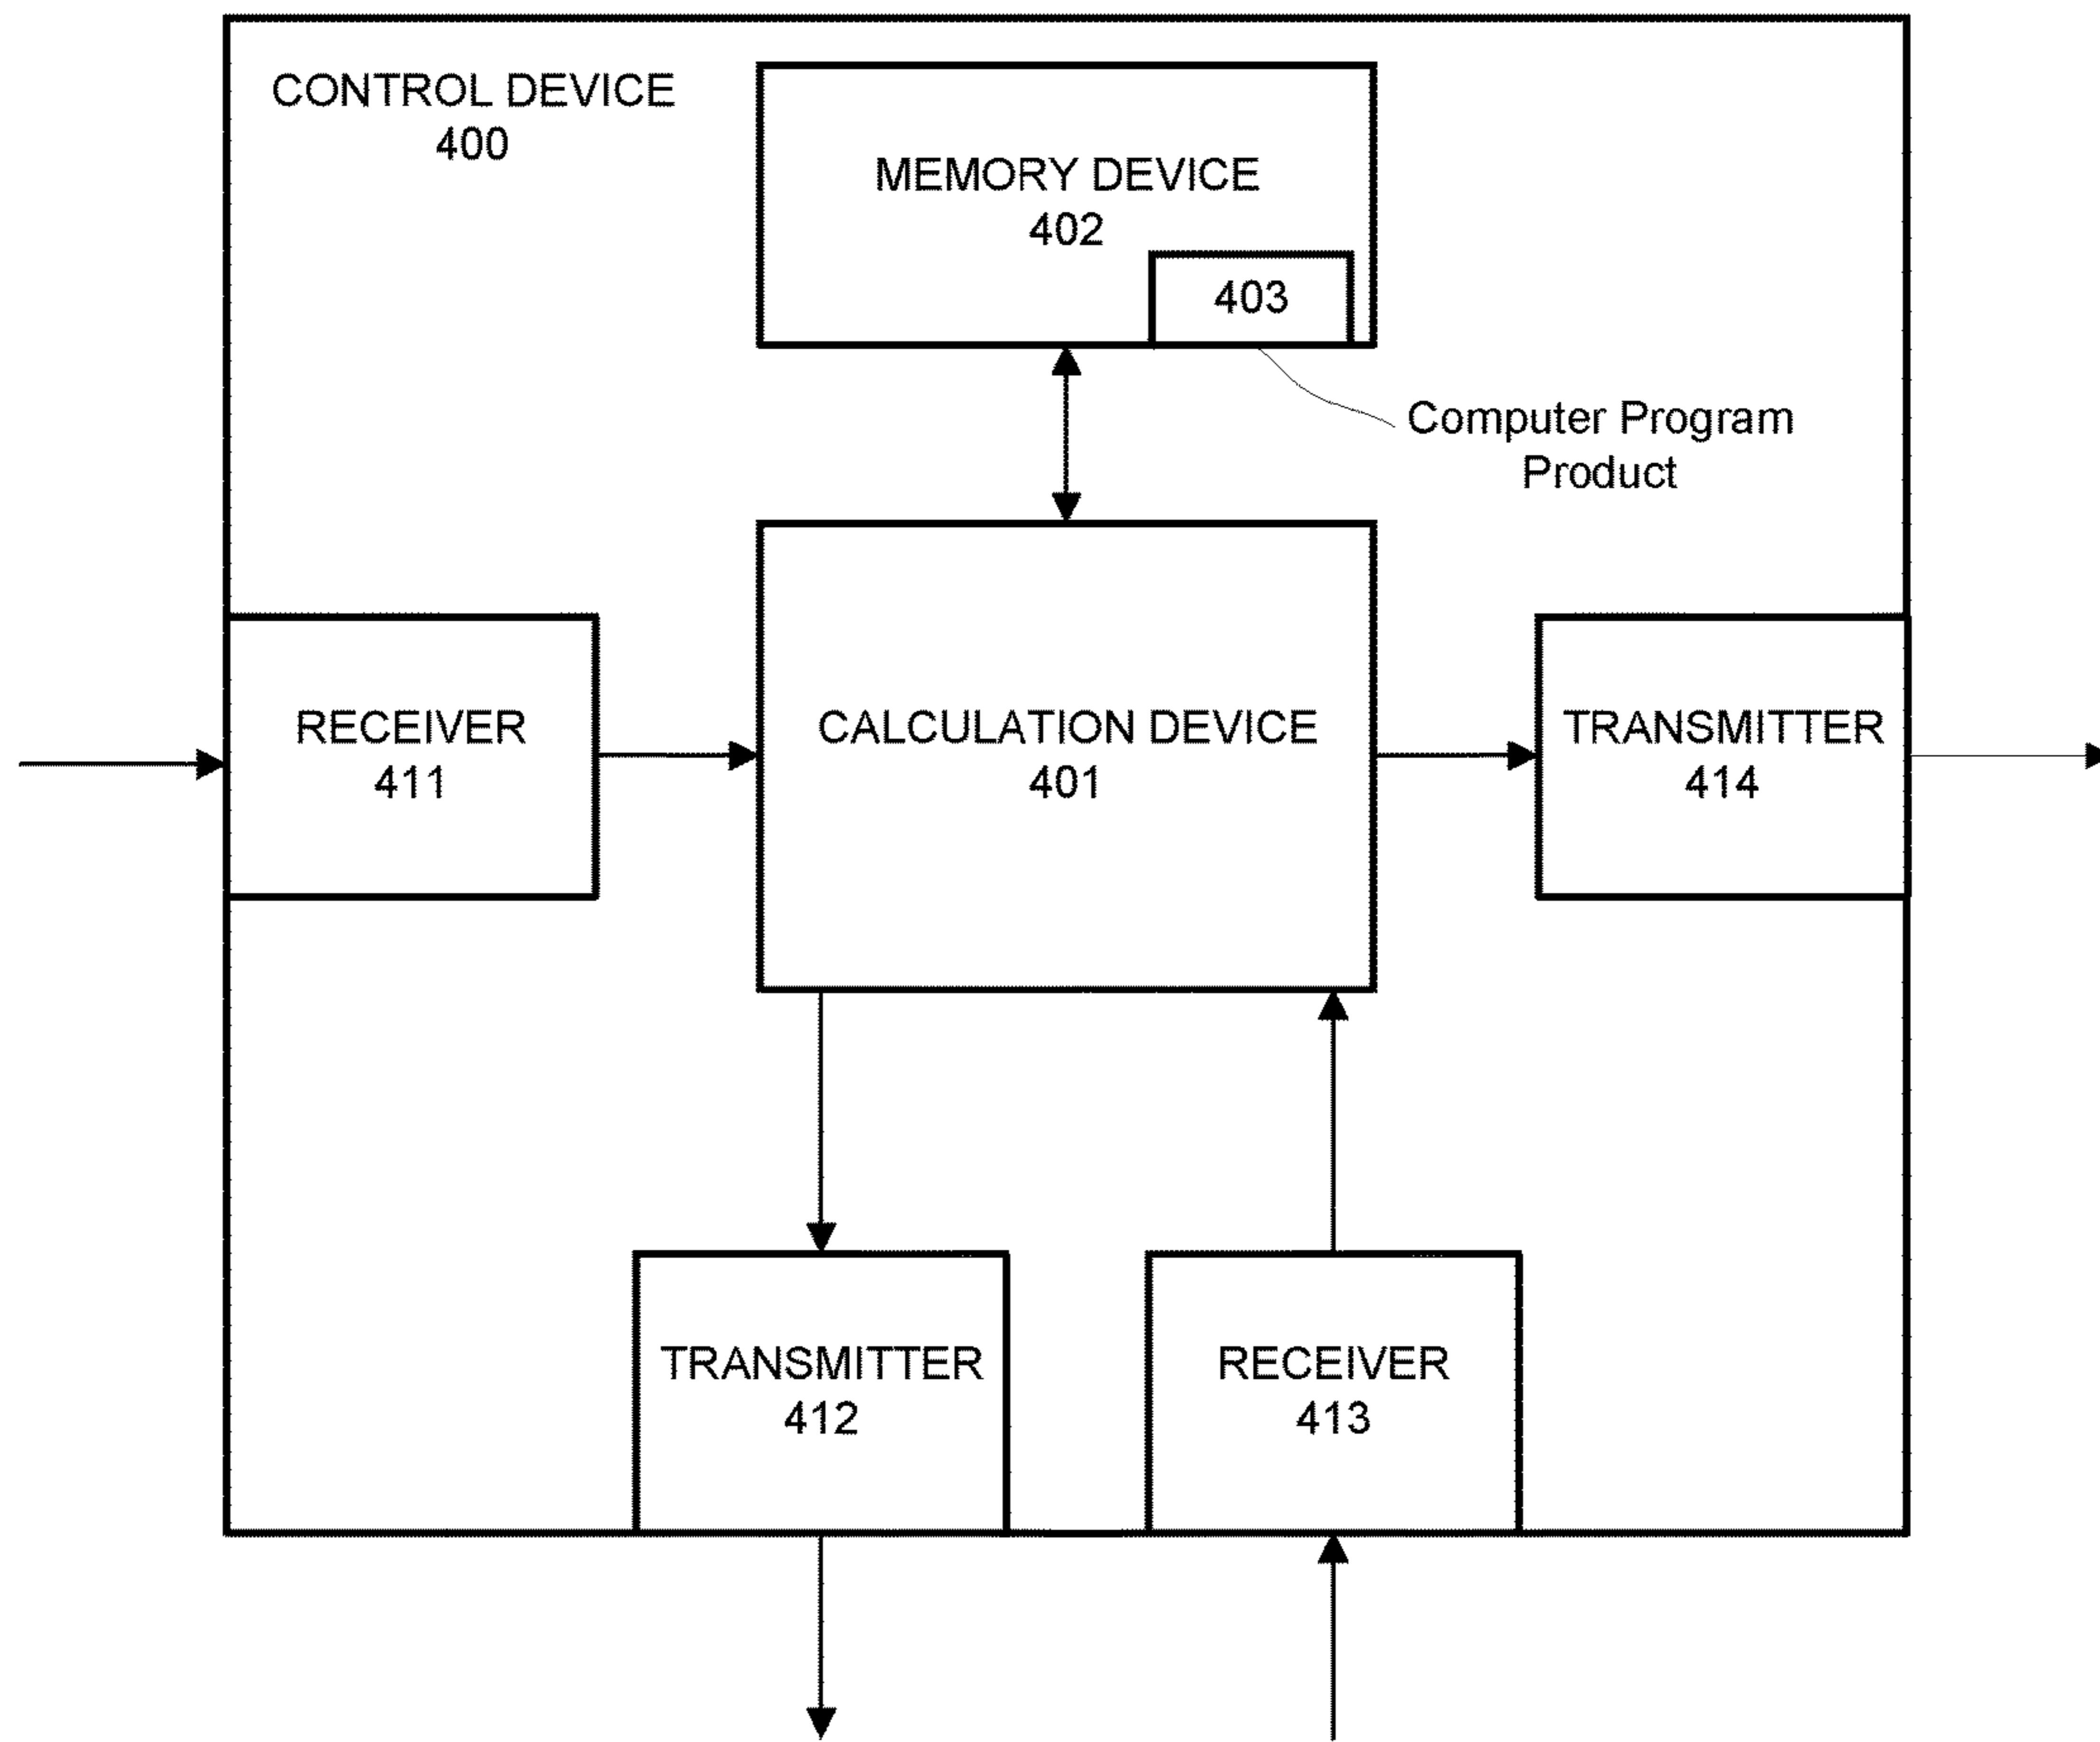 CONTROL DEVICE
400
MEMORY DEVICE
402
403
Computer Program
Product
RECEIVER
411
CALCULATION DEVICE
401
TRANSMITTER
414
TRANSMITTER
412
RECEIVER
413